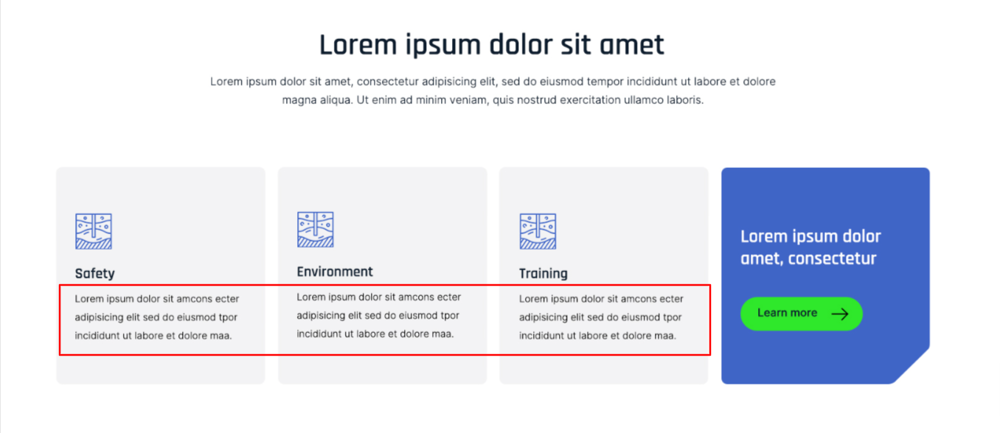 Lorem ipsum dolor sit amet
Lorem ipsum dolor sit amet, consectetur adipisicing elit, sed do eiusmod tempor incididunt ut labore et dolore
magna aliqua. Ut enim ad minim veniam, quis nostrud exercitation ullamco laboris.
Safety
Lorem ipsum dolor sit amcons ecter
adipisicing elit sed do eiusmod tpor
incididunt ut labore et dolore maa.
Environment
Lorem ipsum dolor sit amcons ecter
adipisicing elit sed do eiusmod tpor
incididunt ut labore et dolore maa.
Training
Lorem ipsum dolor sit amcons ecter
adipisicing elit sed do eiusmod tpor
incididunt ut labore et dolore maa.
Lorem ipsum dolor
amet, consectetur
Learn more